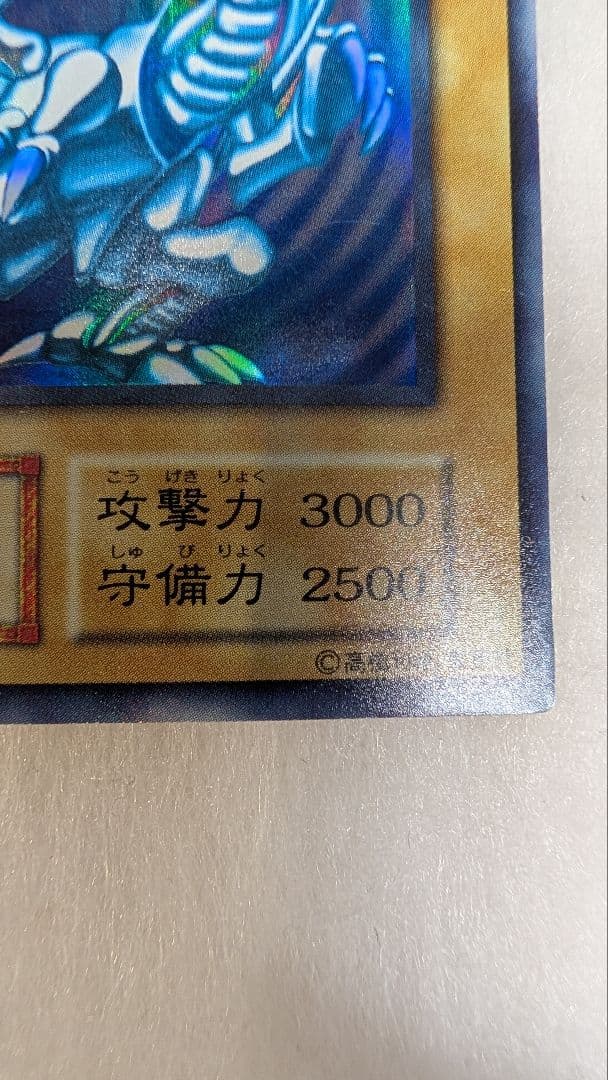 こう げき りょく
攻撃力 3000
しゅ び りょく
守備力 2500
©高橋